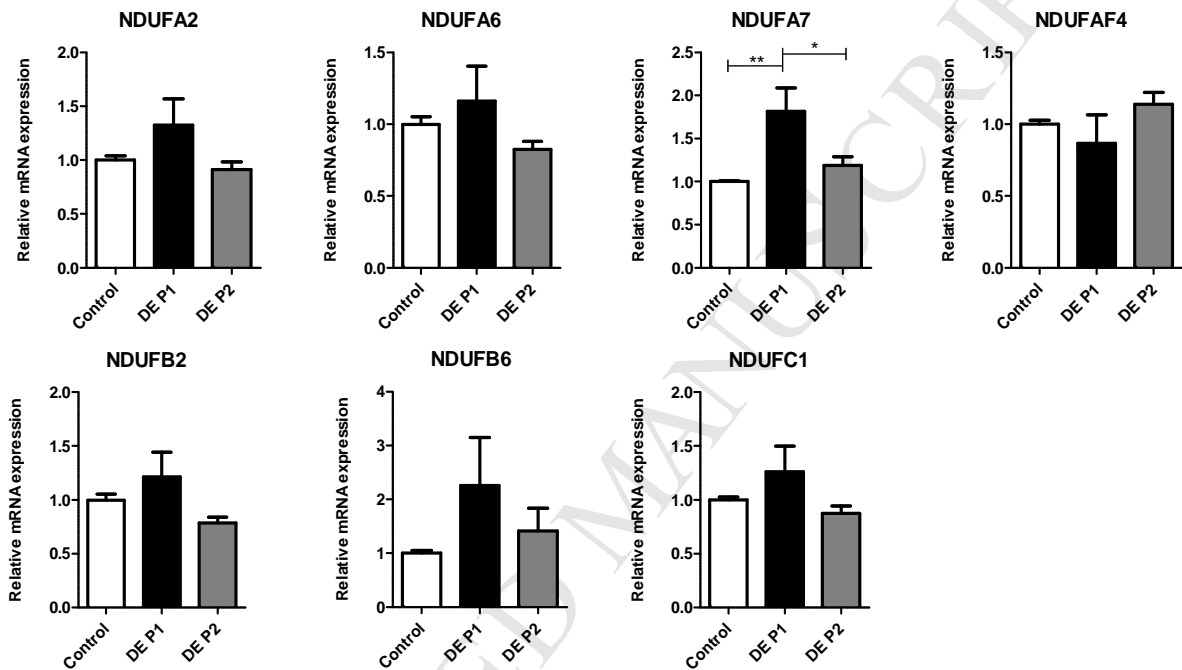 NDUFA2
Relative mRNA expression
2.0
1.5
1.0
0.5
0.0
Control
DE P1
DE P2
NDUFA6
Relative mRNA expression
1.5
1.0
0.5
0.0
Control
DE P1
DE P2
NDUFA7
Relative mRNA expression
2.5
2.0
1.5
1.0
0.5
0.0
**
*
Control
DE P1
DE P2
NDUFAF4
Relative mRNA expression
1.5
1.0
0.5
0.0
Control
DE P1
DE P2
NDUFB2
Relative mRNA expression
2.0
1.5
1.0
0.5
0.0
Control
DE P1
DE P2
NDUFB6
Relative mRNA expression
4
3
2
1
0
Control
DE P1
DE P2
NDUFC1
Relative mRNA expression
2.0
1.5
1.0
0.5
0.0
Control
DE P1
DE P2
ED MANUSCRIP